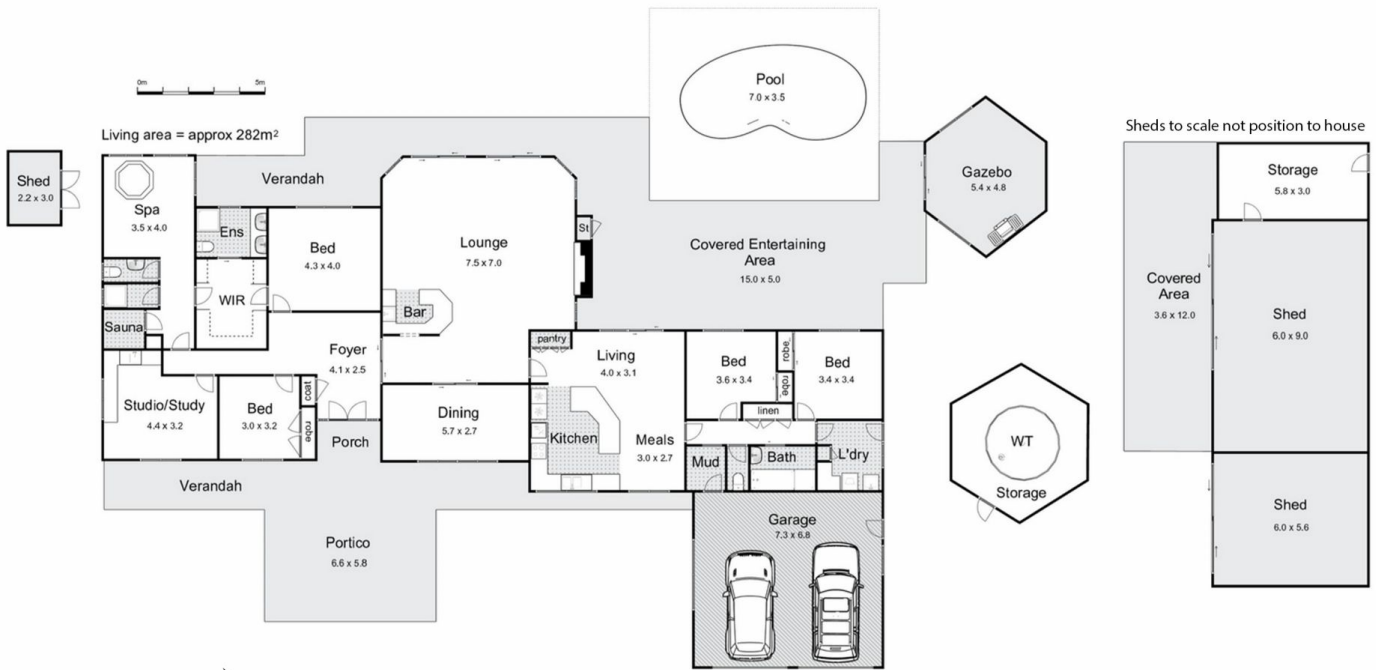 0m 5m
Living area = approx 282m²
Shed
2.2 x 3.0
Spa
3.5 x 4.0
Verandah
Ens
WIR
Sauna
Bed
4.3 x 4.0
Lounge
7.5 x 7.0
Bar
St
Pool
7.0 x 3.5
Covered Entertaining
Area
15.0 x 5.0
Gazebo
5.4 x 4.8
Foyer
4.1 x 2.5
Studio/Study
4.4 x 3.2
Bed
3.0 x 3.2
coat
robe
Porch
Dining
5.7 x 2.7
pantry
Living
4.0 x 3.1
Kitchen
Meals
3.0 x 2.7
Bed
3.6 x 3.4
robe
robe
Bed
3.4 x 3.4
linen
Mud
Bath
L'dry
Verandah
Portico
6.6 x 5.8
Garage
7.3 x 6.8
WT
Storage
Sheds to scale not position to house
Storage
5.8 x 3.0
Covered
Area
3.6 x 12.0
Shed
6.0 x 9.0
Shed
6.0 x 5.6